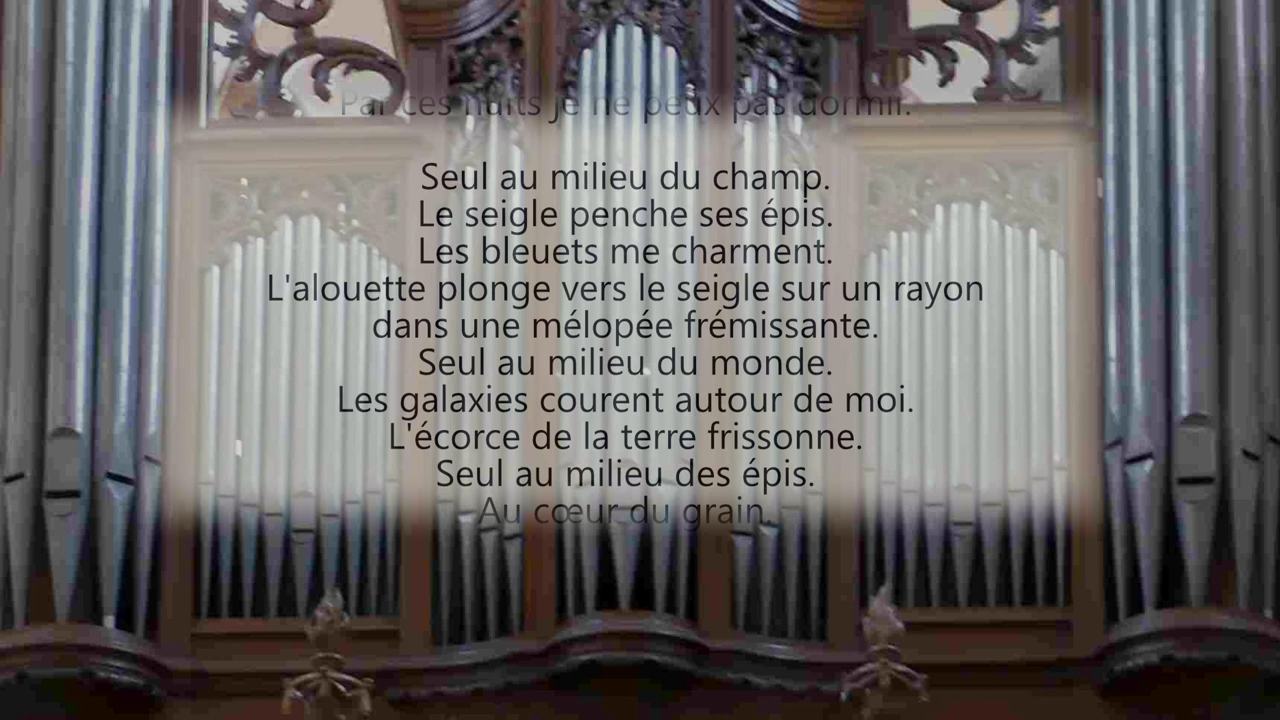 Par ces nuits je ne peux pas dormir.
Seul au milieu du champ.
Le seigle penche ses épis.
Les bleuets me charment.
L'alouette plonge vers le seigle sur un rayon
dans une mélopée frémissante.
Seul au milieu du monde.
Les galaxies courent autour de moi.
L'écorce de la terre frissonne.
Seul au milieu des épis.
Au cœur du grain.